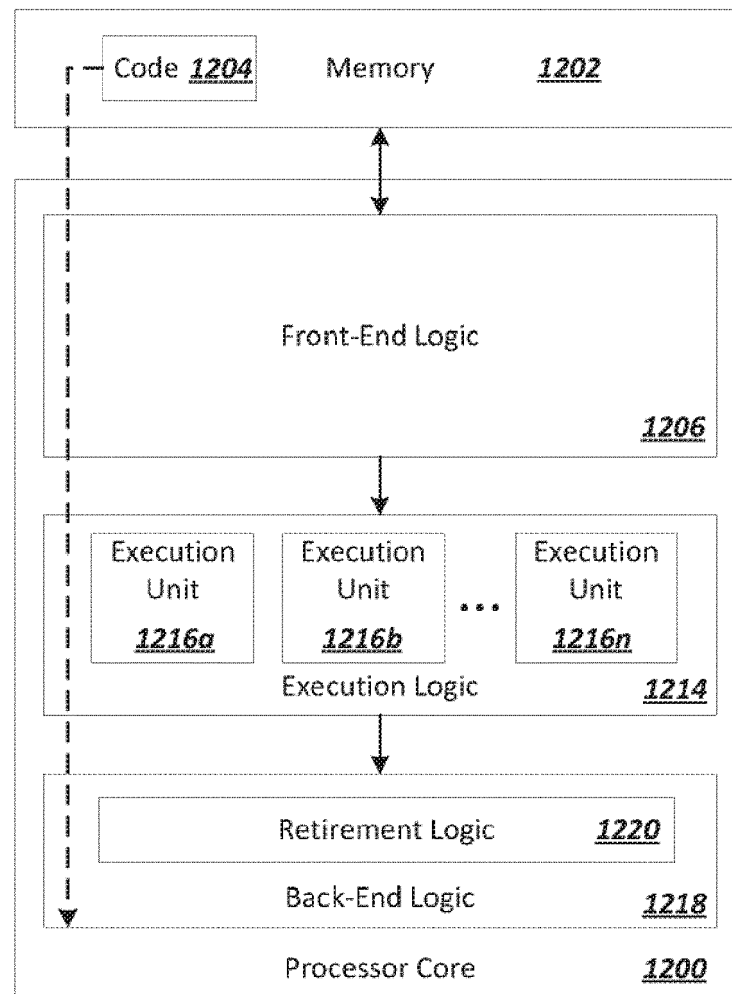 Code 1204 Memory 1202
Front-End Logic
1206
Execution Unit 1216a
Execution Unit 1216b
...
Execution Unit 1216n
Execution Logic 1214
Retirement Logic 1220
Back-End Logic 1218
Processor Core 1200